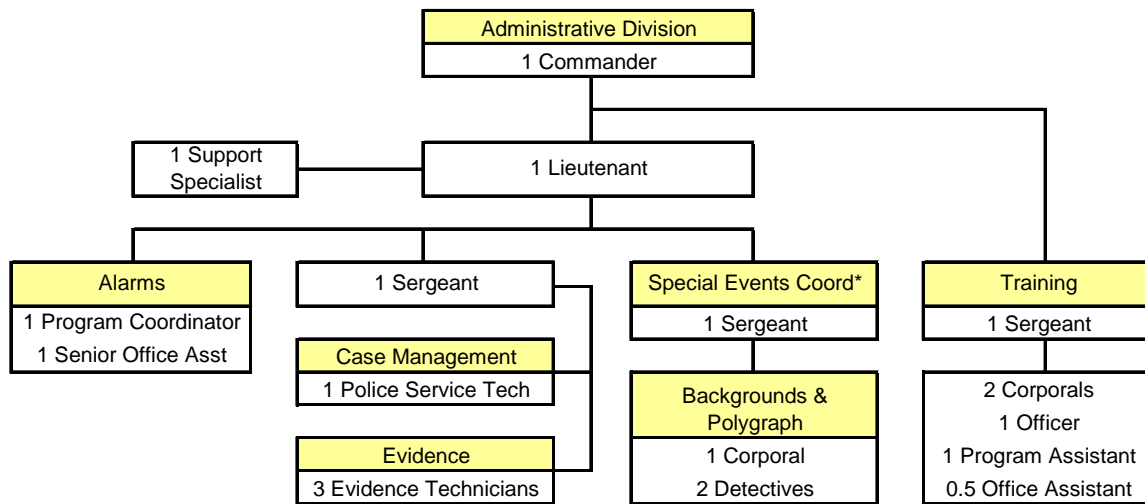 Administrative Division
1 Commander
1 Support
Specialist
1 Lieutenant
Alarms
1 Program Coordinator
1 Senior Office Asst
1 Sergeant
Case Management
1 Police Service Tech
Evidence
3 Evidence Technicians
Special Events Coord*
1 Sergeant
Backgrounds &
Polygraph
1 Corporal
2 Detectives
Training
1 Sergeant
2 Corporals
1 Officer
1 Program Assistant
0.5 Office Assistant